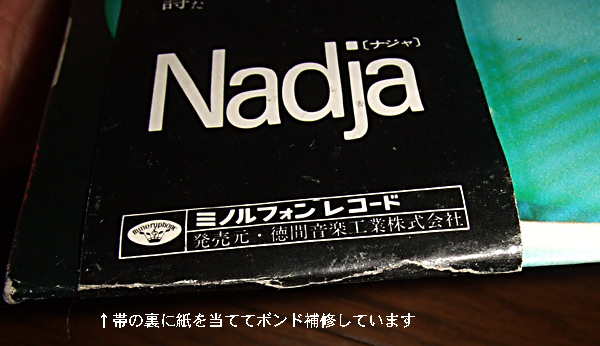 詩だ
Nadja
〔ナジャ〕
minoryphone
ミノルフォンレコード
発売元・徳間音楽工業株式会社
↑帯の裏に紙を当ててボンド補修しています